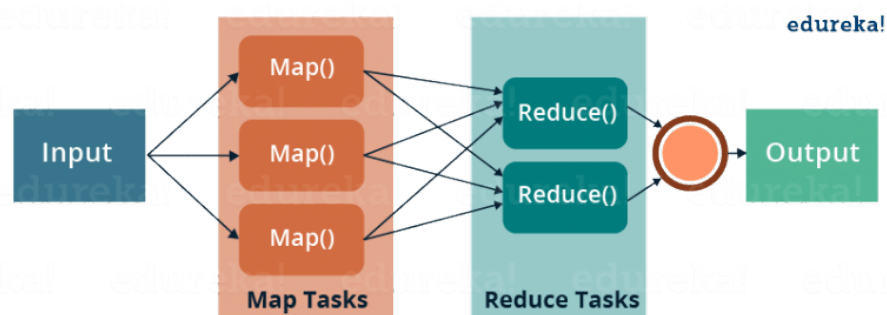 edureka!
Input
Map()
Map()
Map()
Map Tasks
Reduce()
Reduce()
Reduce Tasks
Output